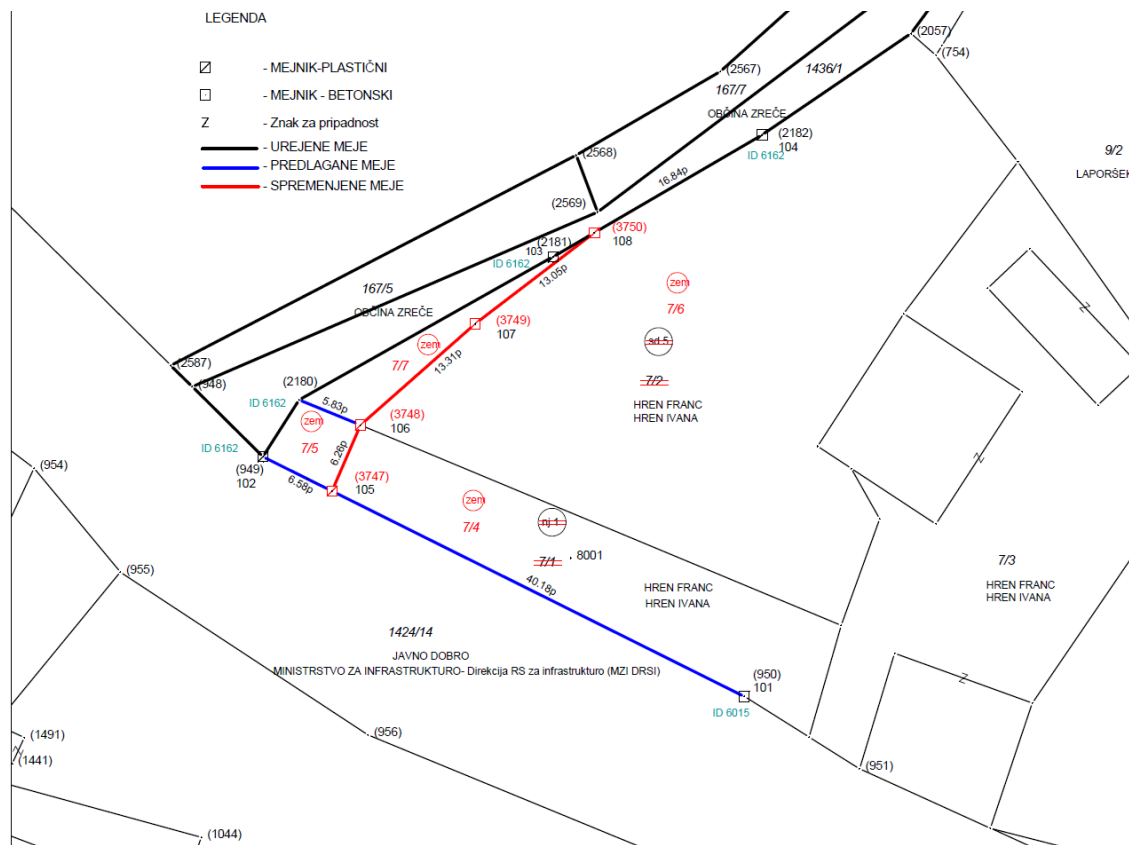 LEGENDA
- MEJNIK-PLASTIČNI
- MEJNIK - BETONSKI
Z - Znak za pripadnost
- UREJENE MEJE
- PREDLAGANE MEJE
- SPREMENJENE MEJE
(2057)
(754)
(2567)
1436/1
167/7
OBČINA ZREČE
(2182)
104
ID 6162
9/2
LAPORŠEK
(2568)
16.84p
(2569)
(3750)
108
(2181)
103
ID 6162
13.05p
zem
7/6
167/5
OBČINA ZREČE
(3749)
107
zem
7/7
13.31p
sd 5
7/2
HREN FRANC
HREN IVANA
Z
(2587)
(948)
(2180)
ID 6162
5.83p
(3748)
106
zem
7/5
6.26p
ID 6162
(949)
102
6.58p
(3747)
105
zem
7/4
nj 1
7/1
8001
Z
(954)
(955)
40.18p
HREN FRANC
HREN IVANA
7/3
HREN FRANC
HREN IVANA
1424/14
JAVNO DOBRO
MINISTRSTVO ZA INFRASTRUKTURO- Direkcija RS za infrastrukturo (MZI DRSI)
(950)
101
ID 6015
Z
(956)
(951)
(1491)
Z
(1441)
(1044)